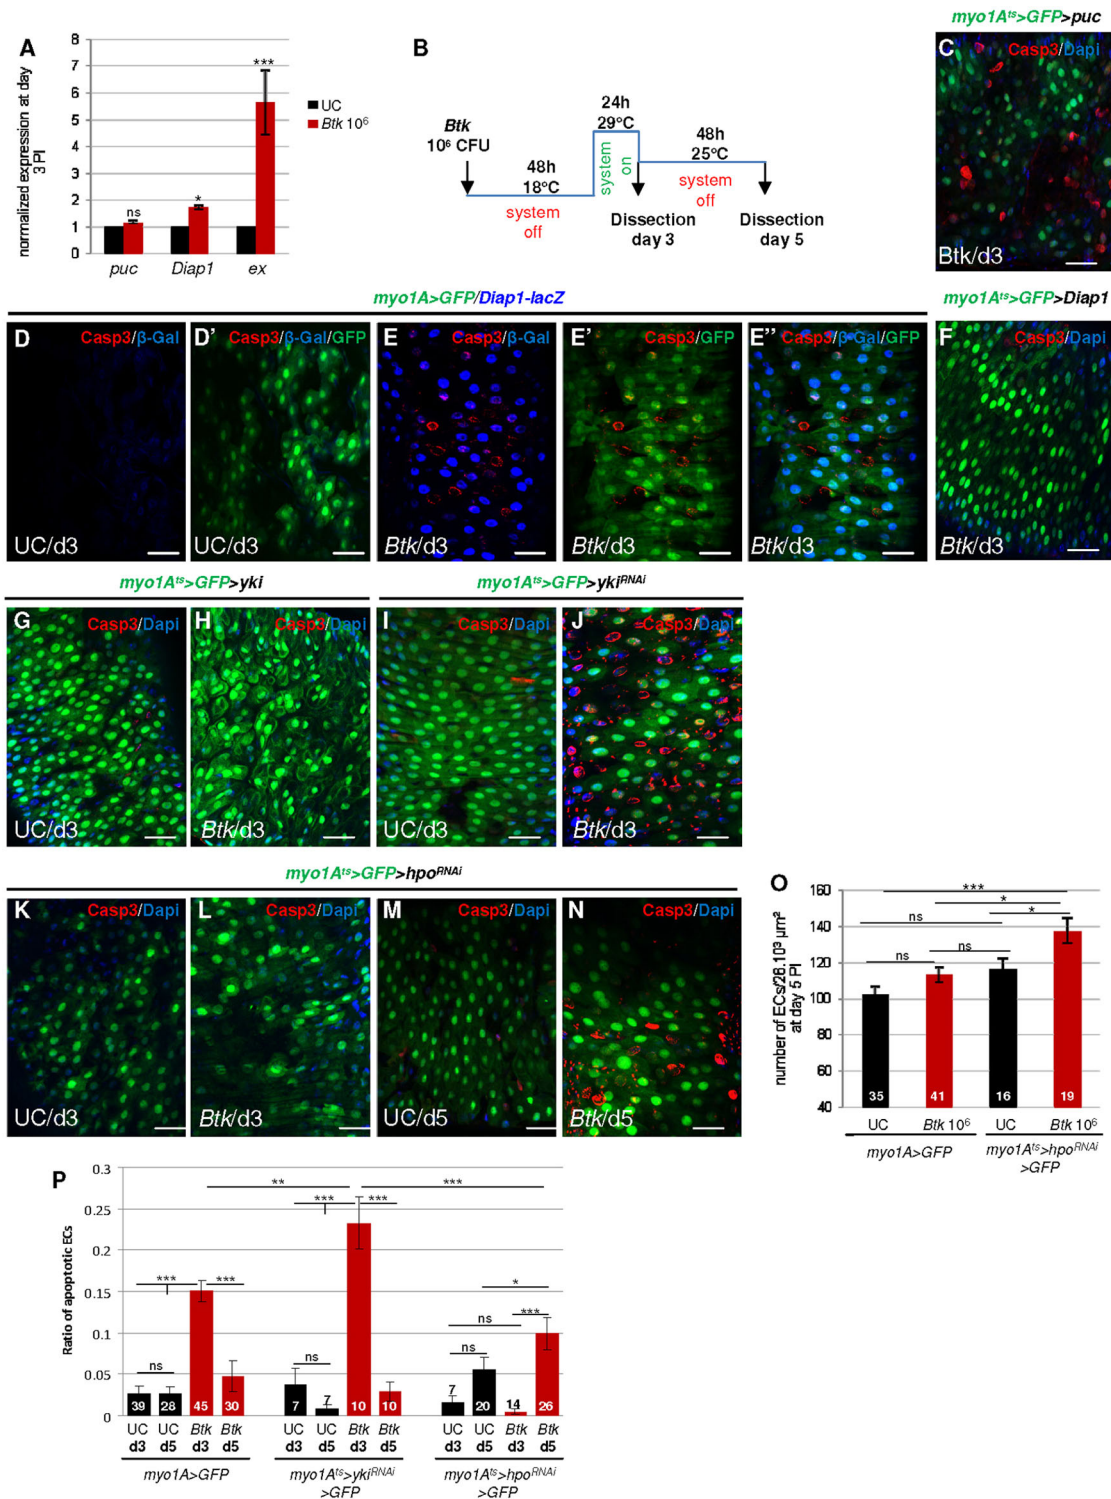 A
normalized expression at day
3 PI
8
7
6
5
4
3
2
1
0
ns
*
***
puc
Diap1
ex
UC
Btk 10⁶
B
Btk
10⁶ CFU
48h
18°C
system
off
24h
29°C
system
on
48h
25°C
system
off
Dissection
day 3
Dissection
day 5
myo1Aᵗˢ>GFP>puc
C
Casp3/Dapi
Btk/d3
myo1A>GFP/Diap1-lacZ
D
Casp3/β-Gal
UC/d3
D'
Casp3/β-Gal/GFP
UC/d3
E
Casp3/β-Gal
Btk/d3
E'
Casp3/GFP
Btk/d3
E''
Casp3/β-Gal/GFP
Btk/d3
myo1Aᵗˢ>GFP>Diap1
F
Casp3/Dapi
Btk/d3
myo1Aᵗˢ>GFP>yki
G
Casp3/Dapi
UC/d3
H
Casp3/Dapi
Btk/d3
myo1Aᵗˢ>GFP>ykiᴿᴺᴬⁱ
I
Casp3/Dapi
UC/d3
J
Casp3/Dapi
Btk/d3
myo1Aᵗˢ>GFP>hpoᴿᴺᴬⁱ
K
Casp3/Dapi
UC/d3
L
Casp3/Dapi
Btk/d3
M
Casp3/Dapi
UC/d5
N
Casp3/Dapi
Btk/d5
O
number of ECs/26.10³ µm²
at day 5 PI
160
140
120
100
80
60
40
***
*
ns
*
ns
ns
35
41
16
19
UC
Btk 10⁶
UC
Btk 10⁶
myo1A>GFP
myo1Aᵗˢ>hpoᴿᴺᴬⁱ
>GFP
P
Ratio of apoptotic ECs
0.3
0.25
0.2
0.15
0.1
0.05
0
**
***
***
***
***
***
*
ns
***
ns
ns
ns
39
28
45
30
7
7
10
10
7
20
14
26
UC
d3
UC
d5
Btk
d3
Btk
d5
UC
d3
UC
d5
Btk
d3
Btk
d5
UC
d3
UC
d5
Btk
d3
Btk
d5
myo1A>GFP
myo1Aᵗˢ>ykiᴿᴺᴬⁱ
>GFP
myo1Aᵗˢ>hpoᴿᴺᴬⁱ
>GFP